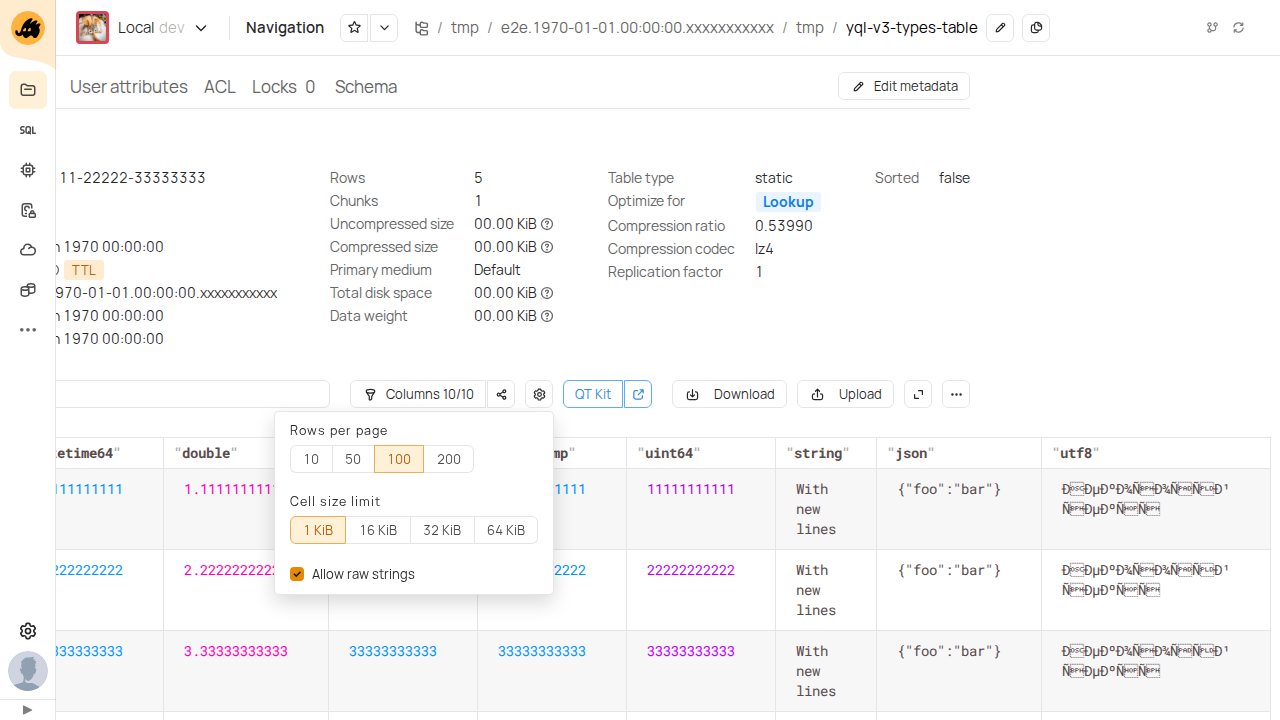 Local dev
Navigation
/ tmp / e2e.1970-01-01.00:00:00.xxxxxxxxxxx / tmp / yql-v3-types-table
SQL
User attributes
ACL
Locks 0
Schema
Edit metadata
11-22222-33333333
1970 00:00:00
TTL
970-01-01.00:00:00.xxxxxxxxxxx
1970 00:00:00
1970 00:00:00
Rows 5
Chunks 1
Uncompressed size 00.00 KiB
Compressed size 00.00 KiB
Primary medium Default
Total disk space 00.00 KiB
Data weight 00.00 KiB
Table type static
Optimize for Lookup
Compression ratio 0.53990
Compression codec lz4
Replication factor 1
Sorted false
Columns 10/10
QT Kit
Download
Upload
Rows per page
10 50 100 200
Cell size limit
1 KiB 16 KiB 32 KiB 64 KiB
Allow raw strings
etime64" "double" mp" "uint64" "string" "json" "utf8"
111111111 1.1111111111 11111 11111111111 With {"foo":"bar"}
new
lines
222222222 2.2222222222 2222 22222222222 With {"foo":"bar"}
new
lines
333333333 3.33333333333 33333333333 33333333333 33333333333 With {"foo":"bar"}
new
lines